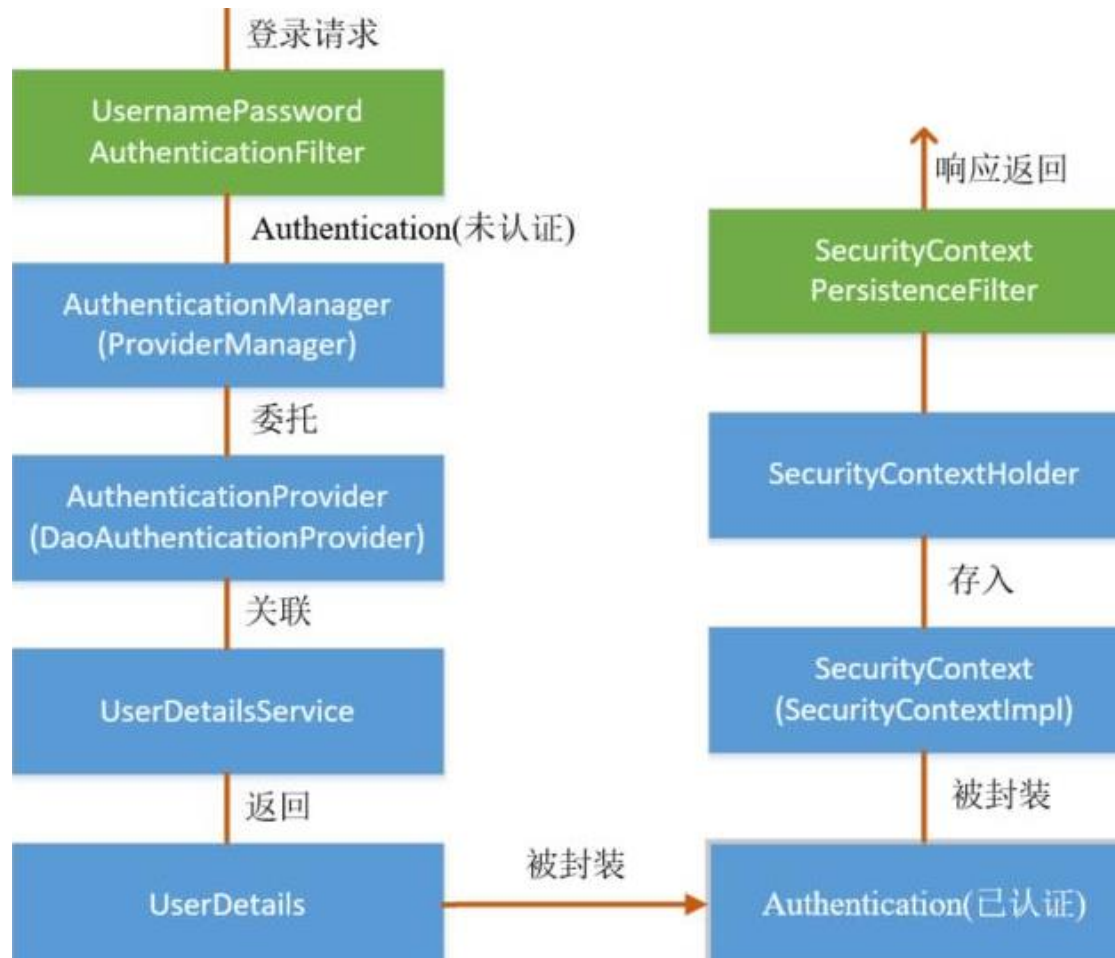 登录请求
UsernamePassword
AuthenticationFilter
Authentication(未认证)
AuthenticationManager
(ProviderManager)
委托
AuthenticationProvider
(DaoAuthenticationProvider)
关联
UserDetailsService
返回
UserDetails
被封装
Authentication(已认证)
被封装
SecurityContext
(SecurityContextImpl)
存入
SecurityContextHolder
SecurityContext
PersistenceFilter
响应返回